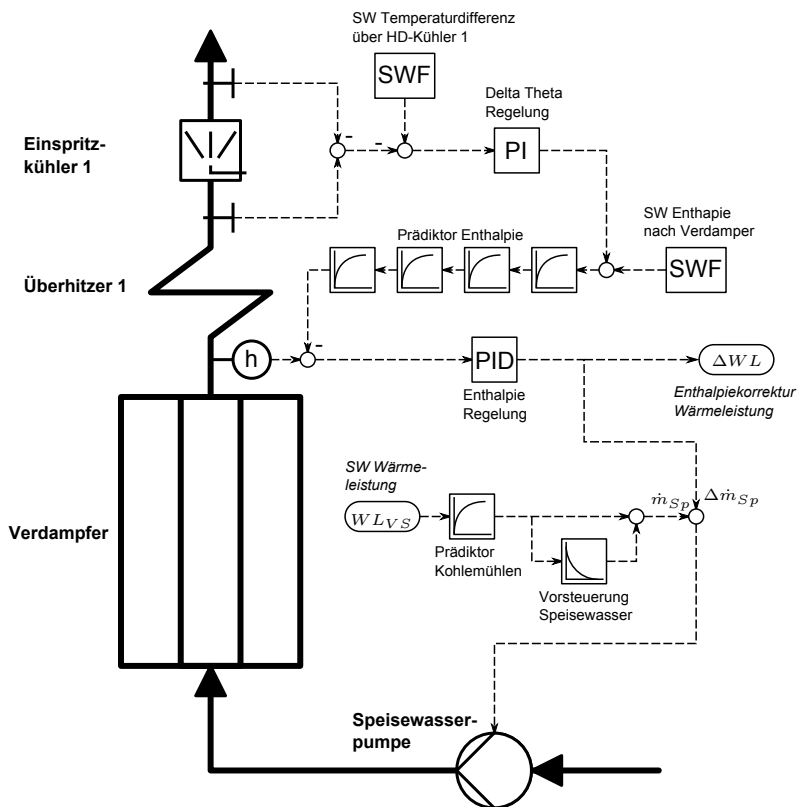 SW Temperaturdifferenz
über HD-Kühler 1
SWF
Delta Theta
Regelung
Einspritz-
kühler 1
-
-
PI
SW Enthapie
nach Verdamper
Prädiktor Enthalpie
SWF
Überhitzer 1
-
h
PID
ΔWL
Enthalpie
Regelung
Enthalpiekorrektur
Wärmeleistung
SW Wärme-
leistung
ṁ_Sp
Δṁ_Sp
WL_VS
Verdampfer
Prädiktor
Kohlemühlen
Vorsteuerung
Speisewasser
Speisewasser-
pumpe